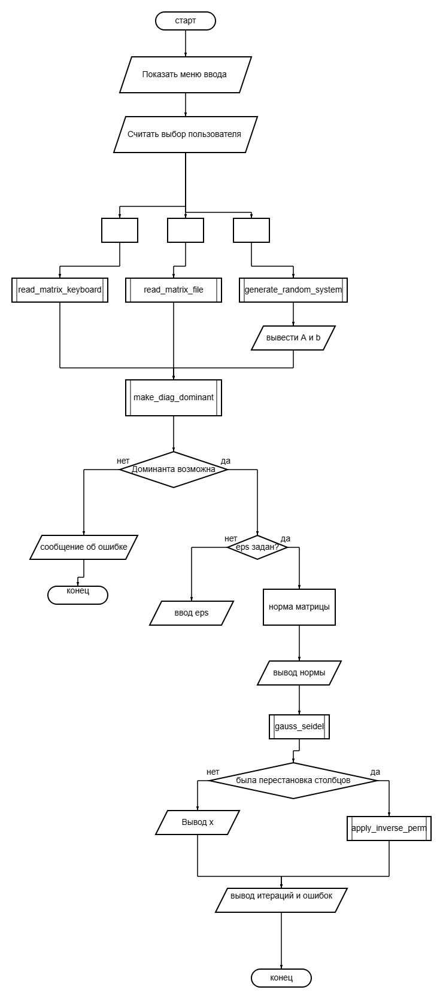 старт
Показать меню ввода
Считать выбор пользователя
read_matrix_keyboard
read_matrix_file
generate_random_system
вывести A и b
make_diag_dominant
нет
да
Доминанта возможна
сообщение об ошибке
конец
нет
да
eps задан?
ввод eps
норма матрицы
вывод нормы
gauss_seidel
нет
да
была перестановка столбцов
Вывод x
apply_inverse_perm
вывод итераций и ошибок
конец